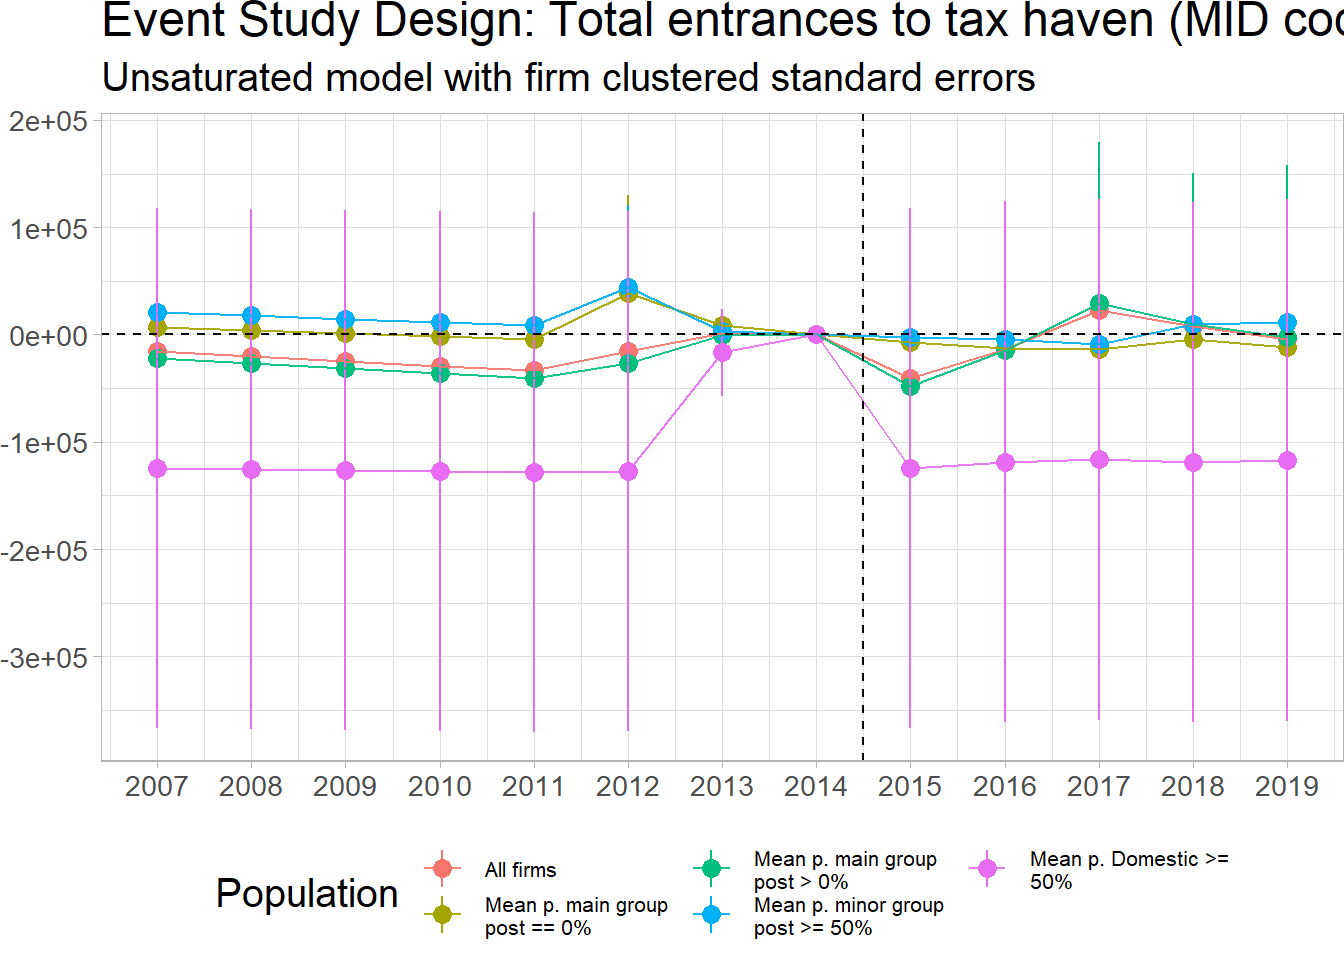 Event Study Design: Total entrances to tax haven (MID
Unsaturated model with firm clustered standard errors
2e+05
1e+05
0e+00
-1e+05
-2e+05
-3e+05
2007 2008 2009 2010 2011 2012 2013 2014 2015 2016 2017 2018 2019
Population
All firms
Mean p. main group
post == 0%
Mean p. main group
post > 0%
Mean p. minor group
post >= 50%
Mean p. Domestic >=
50%